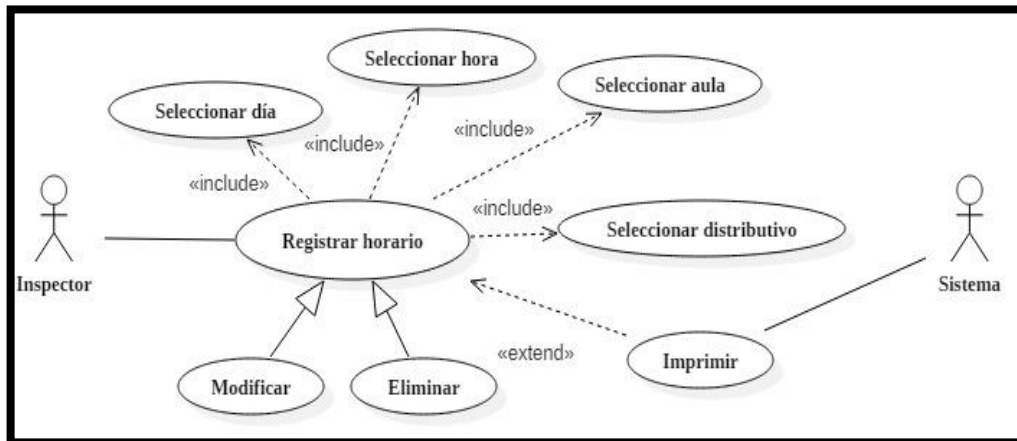 Seleccionar hora
Seleccionar aula
Seleccionar día
«include»
«include»
«include»
«include»
Seleccionar distributivo
Registrar horario
Inspector
Sistema
«extend»
Imprimir
Modificar
Eliminar